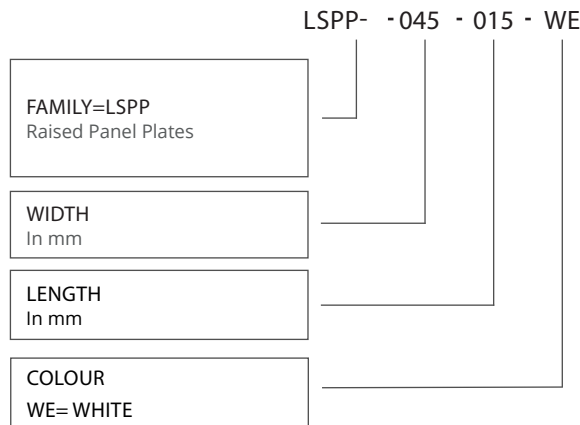 LSPP- - 045 - 015 - WE
FAMILY=LSPP
Raised Panel Plates
WIDTH
In mm
LENGTH
In mm
COLOUR
WE= WHITE